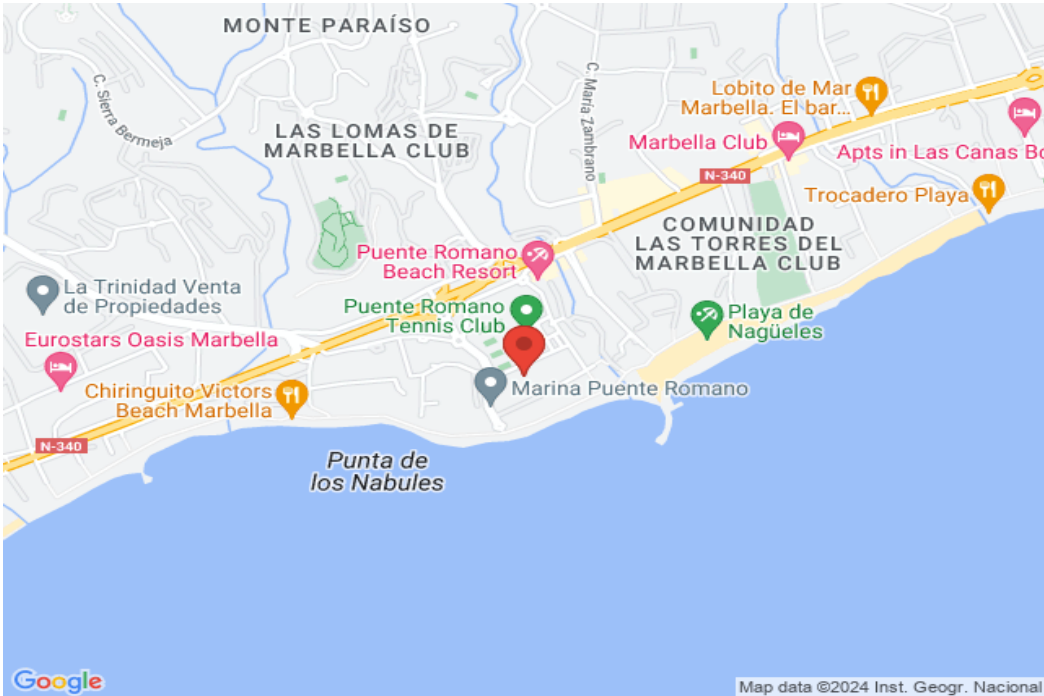 MONTE PARAÍSO
C. Sierra Bermeja
C. María Zambrano
Lobito de Mar
Marbella. El bar...
LAS LOMAS DE
MARBELLA CLUB
Marbella Club
Apts in Las Canas Bo
N-340
Trocadero Playa
COMUNIDAD
LAS TORRES DEL
MARBELLA CLUB
Puente Romano
Beach Resort
La Trinidad Venta
de Propiedades
Puente Romano
Tennis Club
Playa de
Nagüeles
Eurostars Oasis Marbella
Chiringuito Victors
Beach Marbella
Marina Puente Romano
N-340
Punta de
los Nabules
Google
Map data ©2024 Inst. Geogr. Nacional